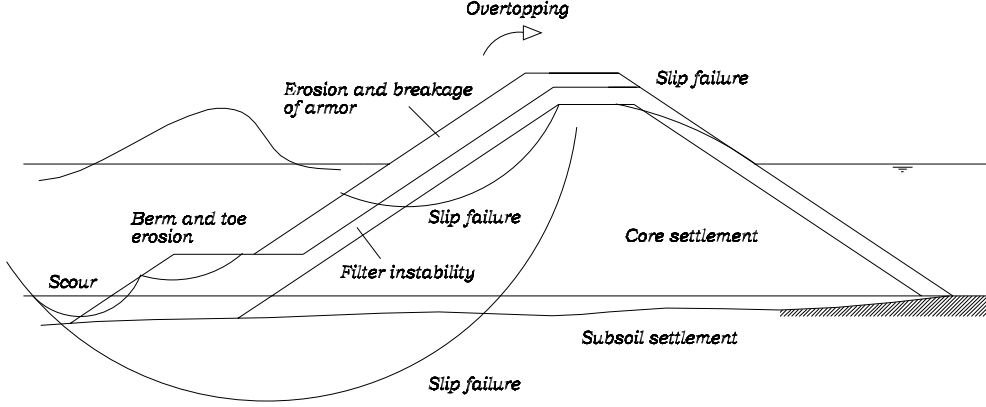 Overtopping
Slip failure
Erosion and breakage
of armor
Berm and toe
erosion
Slip failure
Core settlement
Filter instability
Scour
Subsoil settlement
Slip failure